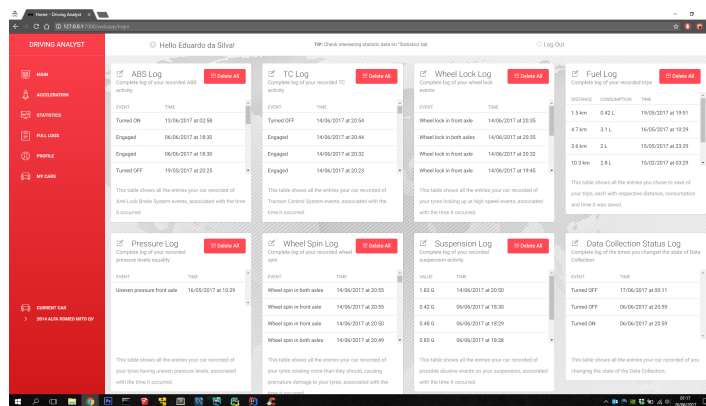 Home - Driving Analyst
127.0.0.1:7000/webapp/login
DRIVING ANALYST
Hello Eduardo da Silva!
TIP: Check interesting statistic data on "Statistics tab.
Log Out
MAIN
ACCELERATION
STATISTICS
FULL LOGS
PROFILE
MY CARS
CURRENT CAR
2014 ALFA ROMEO MITO QV
ABS Log
Delete All
Complete log of your recorded ABS
activity
EVENT TIME
Turned ON 13/06/2017 at 02:58
Engaged 06/06/2017 at 18:30
Engaged 06/06/2017 at 18:30
Turned OFF 19/05/2017 at 20:25
This table shows all the entries your car recorded of
Anti-Lock Brake System events, associated with the time
it occurred.
TC Log
Delete All
Complete log of your recorded TC
activity
EVENT TIME
Turned OFF 14/06/2017 at 20:54
Engaged 14/06/2017 at 20:44
Engaged 14/06/2017 at 20:32
Engaged 14/06/2017 at 20:23
This table shows all the entries your car recorded of
Traction Control System events, associated with the
time it occurred.
Wheel Lock Log
Delete All
Complete log of your wheel lock
events
EVENT TIME
Wheel lock in front axle 14/06/2017 at 20:35
Wheel lock in both axles 14/06/2017 at 20:35
Wheel lock in front axle 14/06/2017 at 20:32
Wheel lock in front axle 14/06/2017 at 19:45
This table shows all the entries your car recorded of
your tyres locking up at high speed events, associated
with the time it occurred.
Fuel Log
Delete All
Complete log of your recorded trips
DISTANCE CONSUMPTION TIME
1.5 km 0.42 L 19/05/2017 at 19:51
4.7 km 3.1 L 16/05/2017 at 10:29
3.6 km 2 L 15/05/2017 at 23:29
10.3 km 2.8 L 15/02/2017 at 03:29
This table shows all the entries you chose to save of
your trips, each with respective distance, consumption
and time it was saved.
Pressure Log
Delete All
Complete log of your recorded
pressure levels equality
EVENT TIME
Uneven pressure front axle 16/05/2017 at 10:29
This table shows all the entries your car recorded of
your tyres having uneven pressure levels, associated
with the time it occurred.
Wheel Spin Log
Delete All
Complete log of your recorded wheel
spin
EVENT TIME
Wheel spin in both axles 14/06/2017 at 20:55
Wheel spin in front axle 14/06/2017 at 20:55
Wheel spin in front axle 14/06/2017 at 20:50
Wheel spin in both axles 14/06/2017 at 20:49
This table shows all the entries your car recorded of
your tyres rotating more than they should, causing
premature damage to your tyres, associated with the
time it occurred.
Suspension Log
Delete All
Complete log of your recorded
suspension activity
VALUE TIME
1.83 G 14/06/2017 at 20:50
0.42 G 06/06/2017 at 18:30
0.48 G 06/06/2017 at 18:29
0.85 G 06/06/2017 at 18:28
This table shows all the entries your car recorded of
possible abusive events on your suspension, associated
with the time it occurred.
Data Collection Status Log
Complete log of the times you changed the state of Data
Collection
EVENT TIME
Turned OFF 17/06/2017 at 00:11
Turned OFF 06/06/2017 at 20:59
Turned ON 06/06/2017 at 20:59
This table shows all the entries your car recorded of you
changing the state of the Data Collection.
01:17
20/06/2017